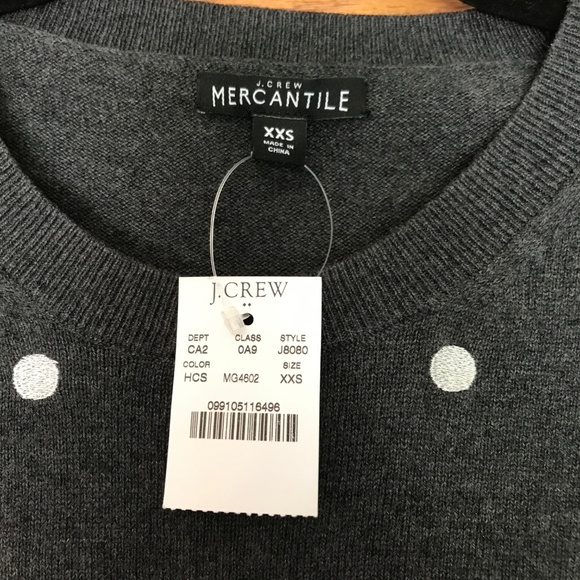 J.CREW
MERCANTILE
XXS
MADE IN
CHINA
J.CREW
DEPT CLASS STYLE
CA2 0A9 J8080
COLOR SIZE
HCS MG4602 XXS
099105116496